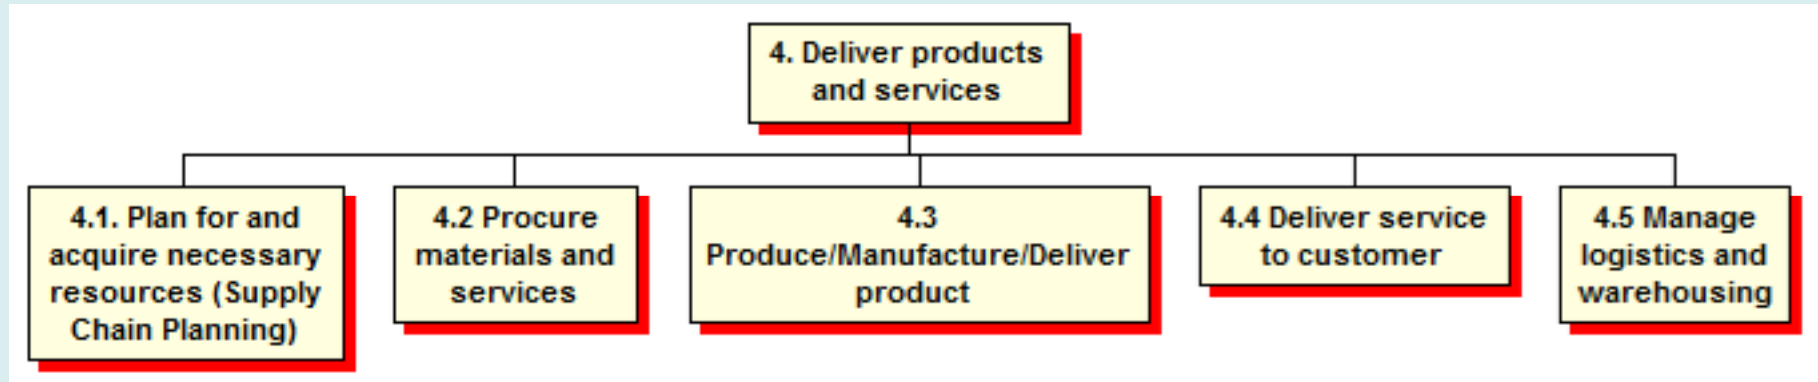 4. Deliver products
and services
4.1. Plan for and
acquire necessary
resources (Supply
Chain Planning)
4.2 Procure
materials and
services
4.3
Produce/Manufacture/Deliver
product
4.4 Deliver service
to customer
4.5 Manage
logistics and
warehousing